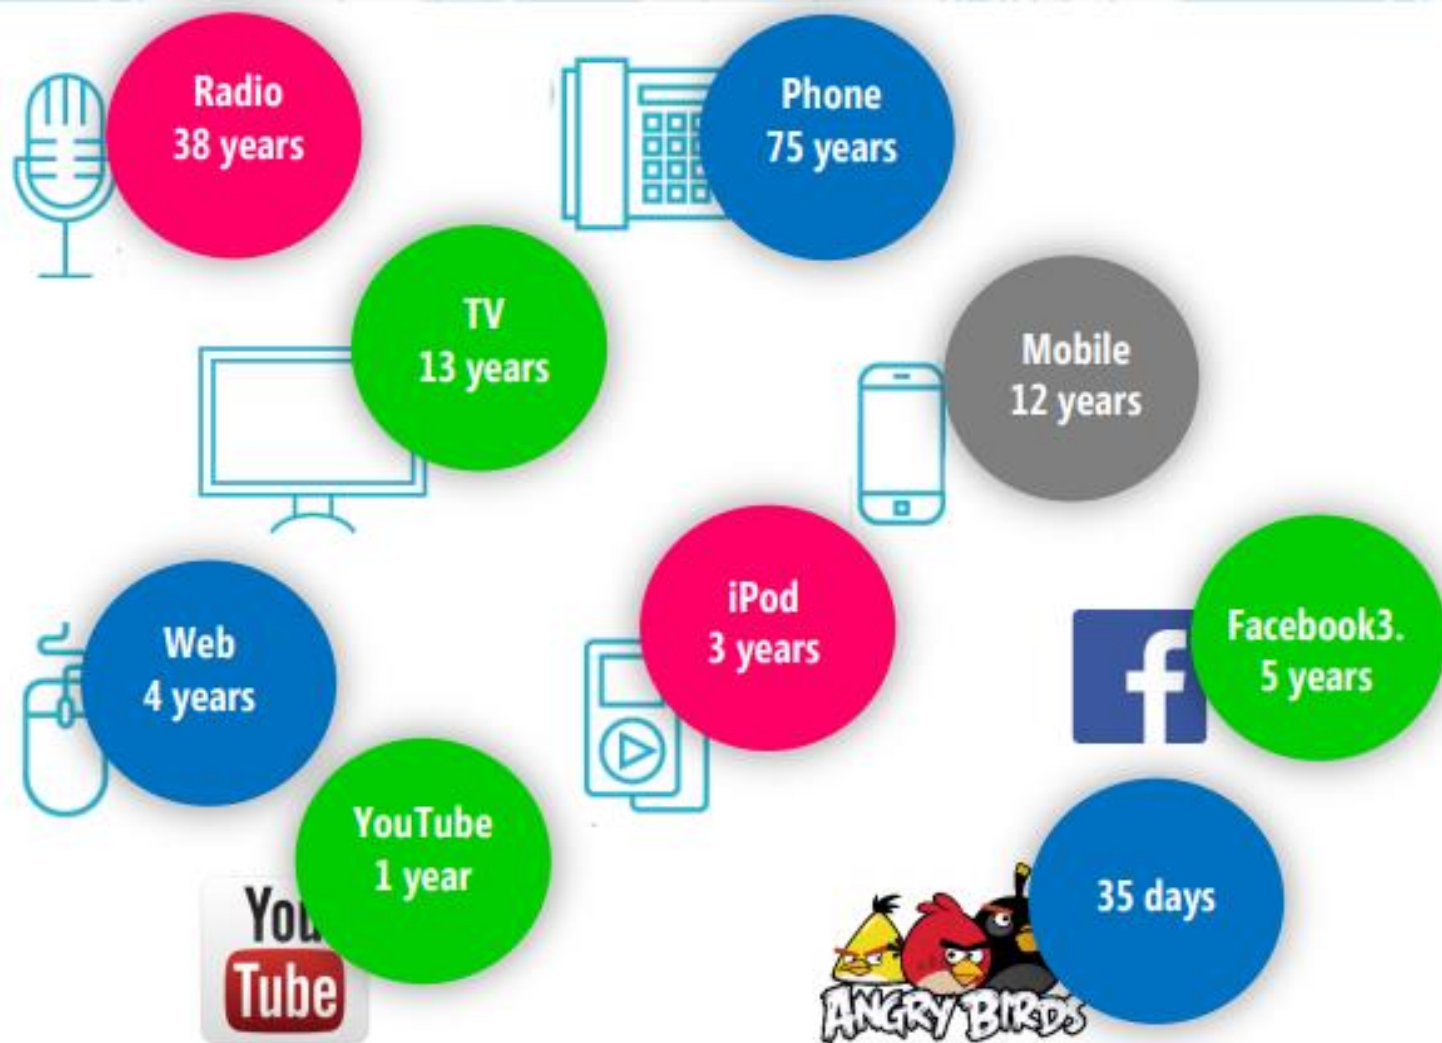 Radio
38 years
Phone
75 years
TV
13 years
Mobile
12 years
iPod
3 years
Facebook3.
5 years
Web
4 years
YouTube
1 year
You
Tube
35 days
ANGRY BIRDS